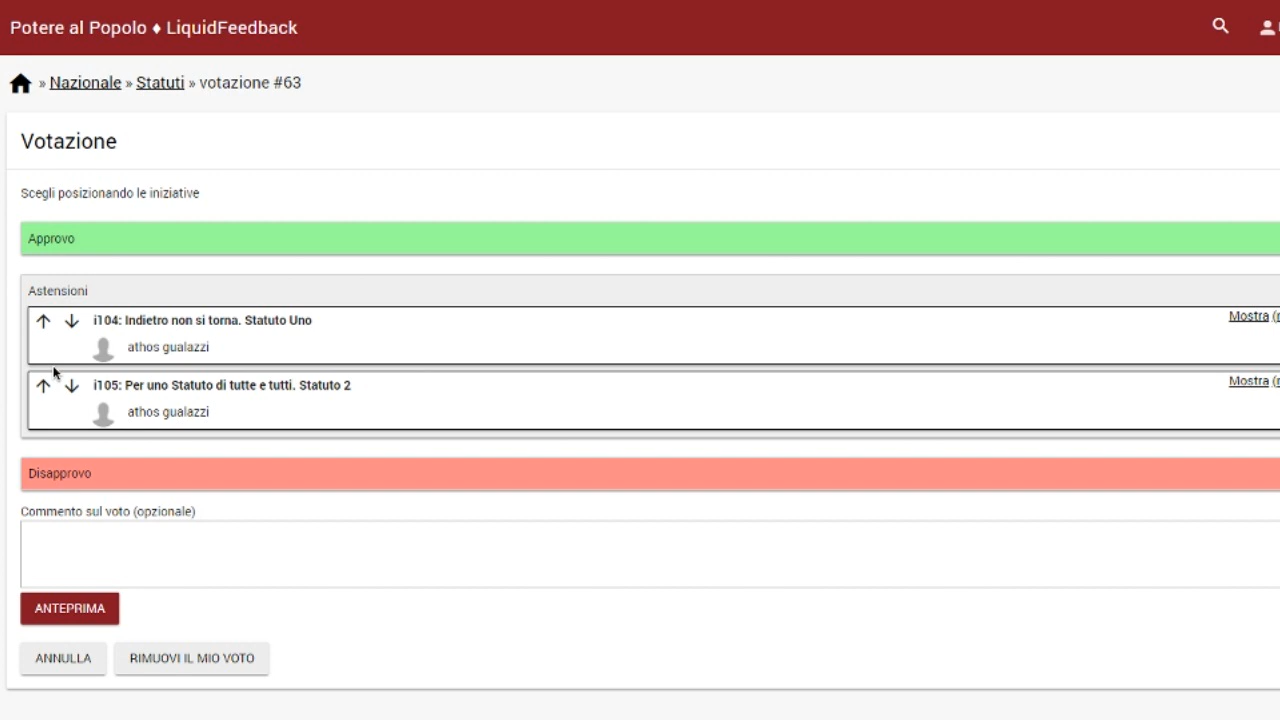 Potere al Popolo ♦ LiquidFeedback
» Nazionale » Statuti » votazione #63
Votazione
Scegli posizionando le iniziative
Approvo
Astensioni
i104: Indietro non si torna. Statuto Uno
Mostra
athos gualazzi
i105: Per uno Statuto di tutte e tutti. Statuto 2
Mostra
athos gualazzi
Disapprovo
Commento sul voto (opzionale)
ANTEPRIMA
ANNULLA RIMUOVI IL MIO VOTO